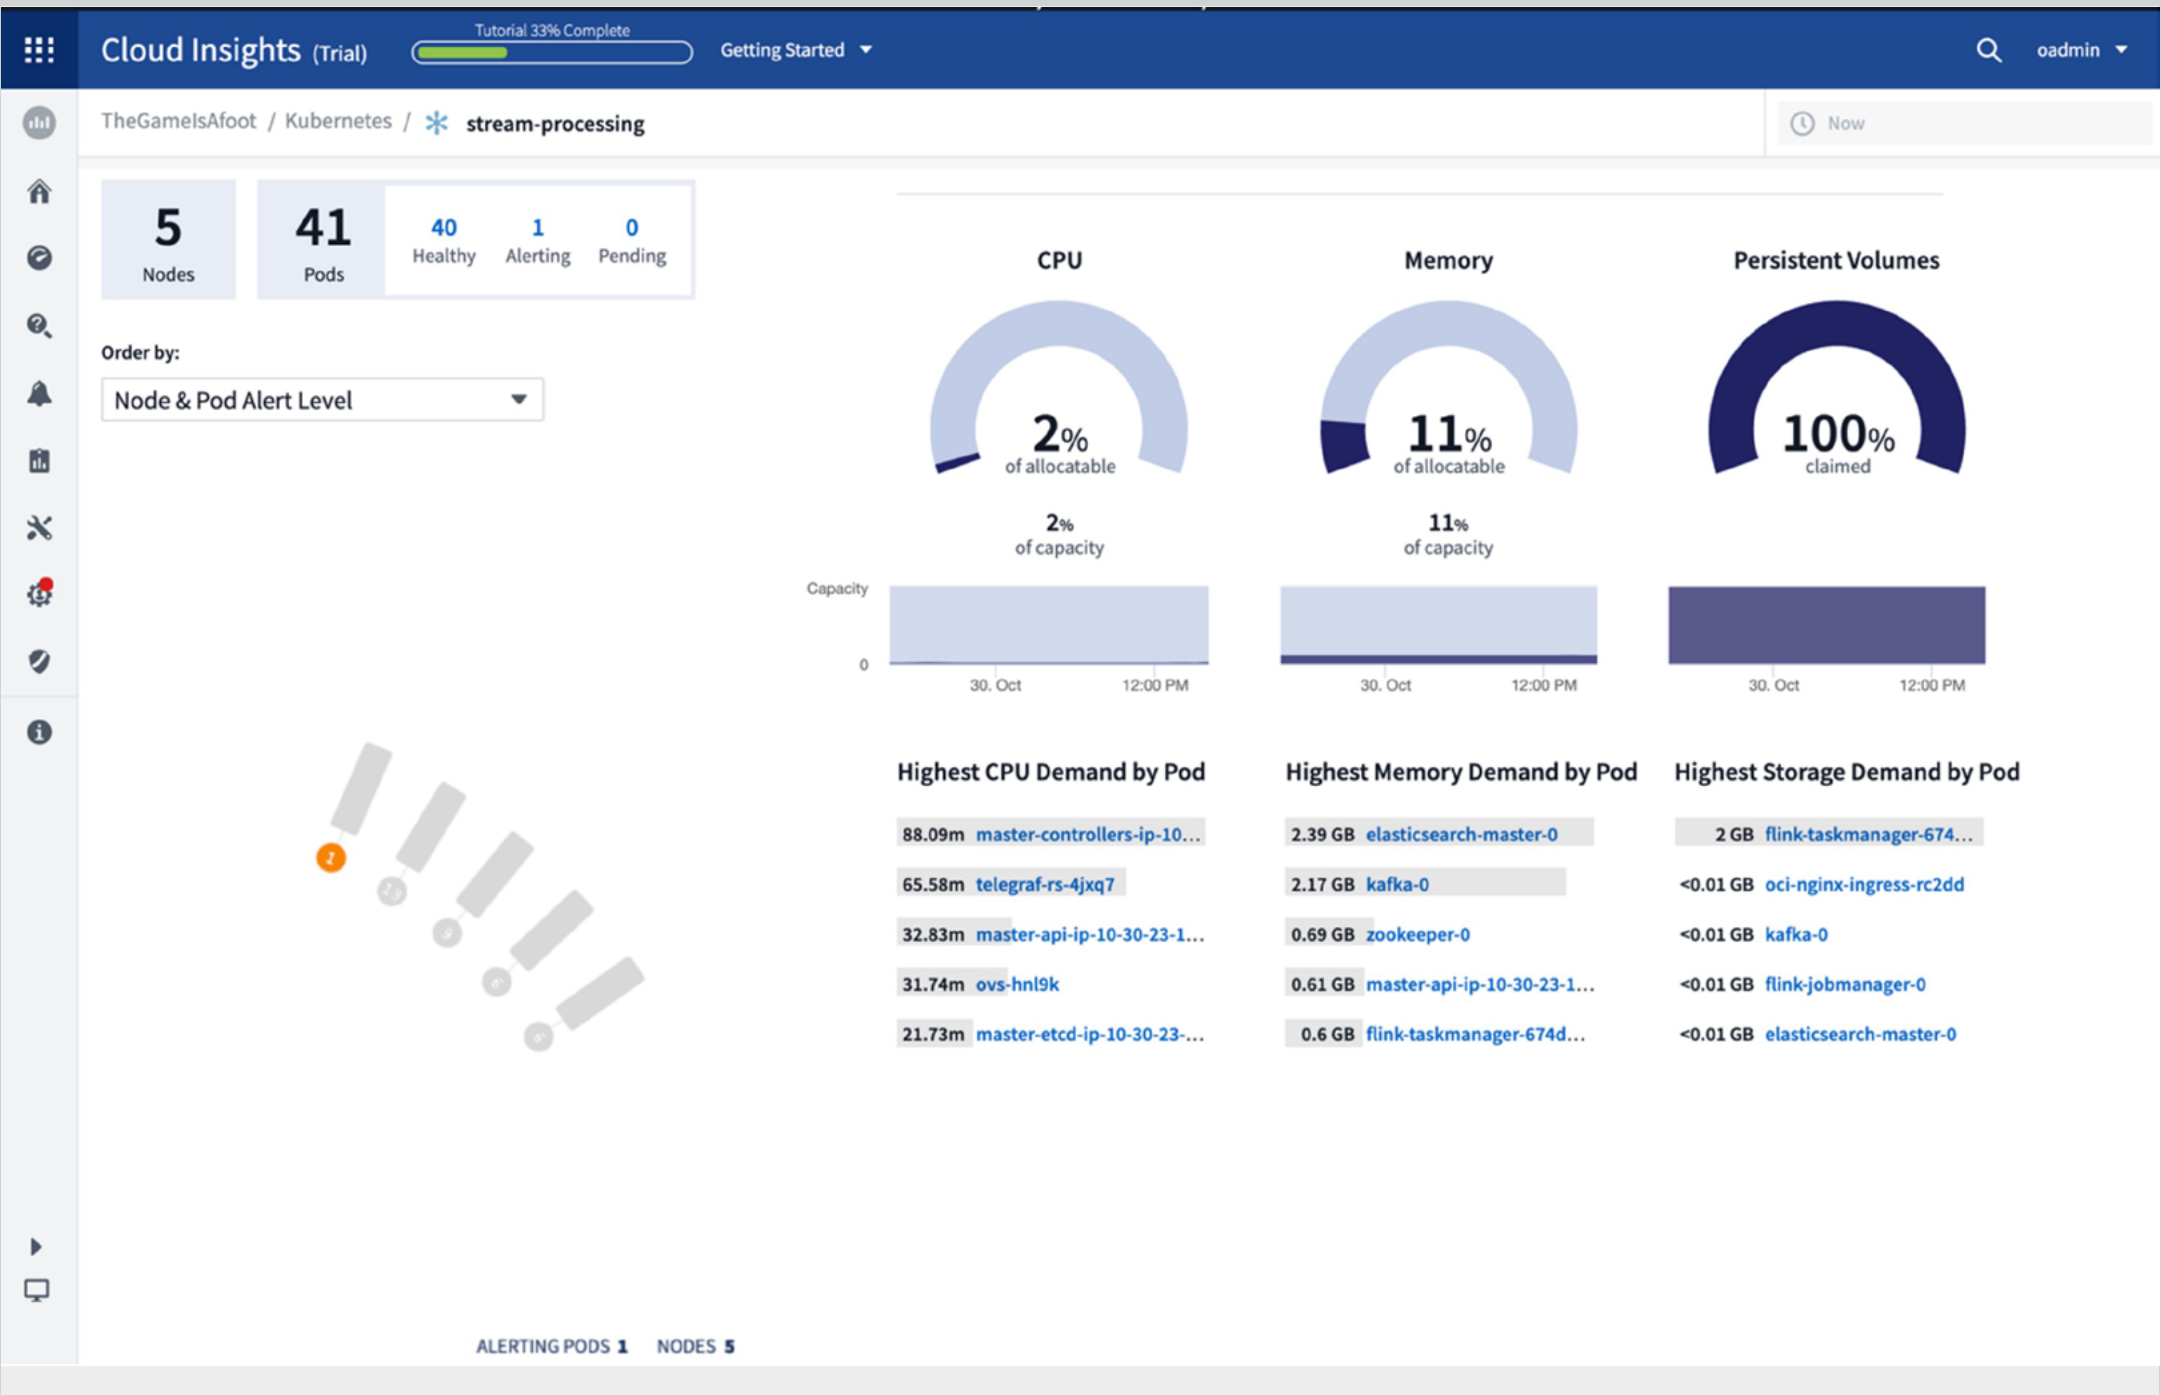 Cloud Insights (Trial)
Tutorial 33% Complete
Getting Started
oadmin
TheGameIsAfoot / Kubernetes / stream-processing
Now
5
Nodes
41
Pods
40
Healthy
1
Alerting
0
Pending
Order by:
Node & Pod Alert Level
CPU
2%
of allocatable
2%
of capacity
Memory
11%
of allocatable
11%
of capacity
Persistent Volumes
100%
claimed
Capacity
0
30. Oct
12:00 PM
30. Oct
12:00 PM
30. Oct
12:00 PM
1
13
9
Highest CPU Demand by Pod
88.09m master-controllers-ip-10...
65.58m telegraf-rs-4jxq7
32.83m master-api-ip-10-30-23-1...
31.74m ovs-hnl9k
21.73m master-etcd-ip-10-30-23-...
Highest Memory Demand by Pod
2.39 GB elasticsearch-master-0
2.17 GB kafka-0
0.69 GB zookeeper-0
0.61 GB master-api-ip-10-30-23-1...
0.6 GB flink-taskmanager-674d...
Highest Storage Demand by Pod
2 GB flink-taskmanager-674...
<0.01 GB oci-nginx-ingress-rc2dd
<0.01 GB kafka-0
<0.01 GB flink-jobmanager-0
<0.01 GB elasticsearch-master-0
ALERTING PODS 1 NODES 5